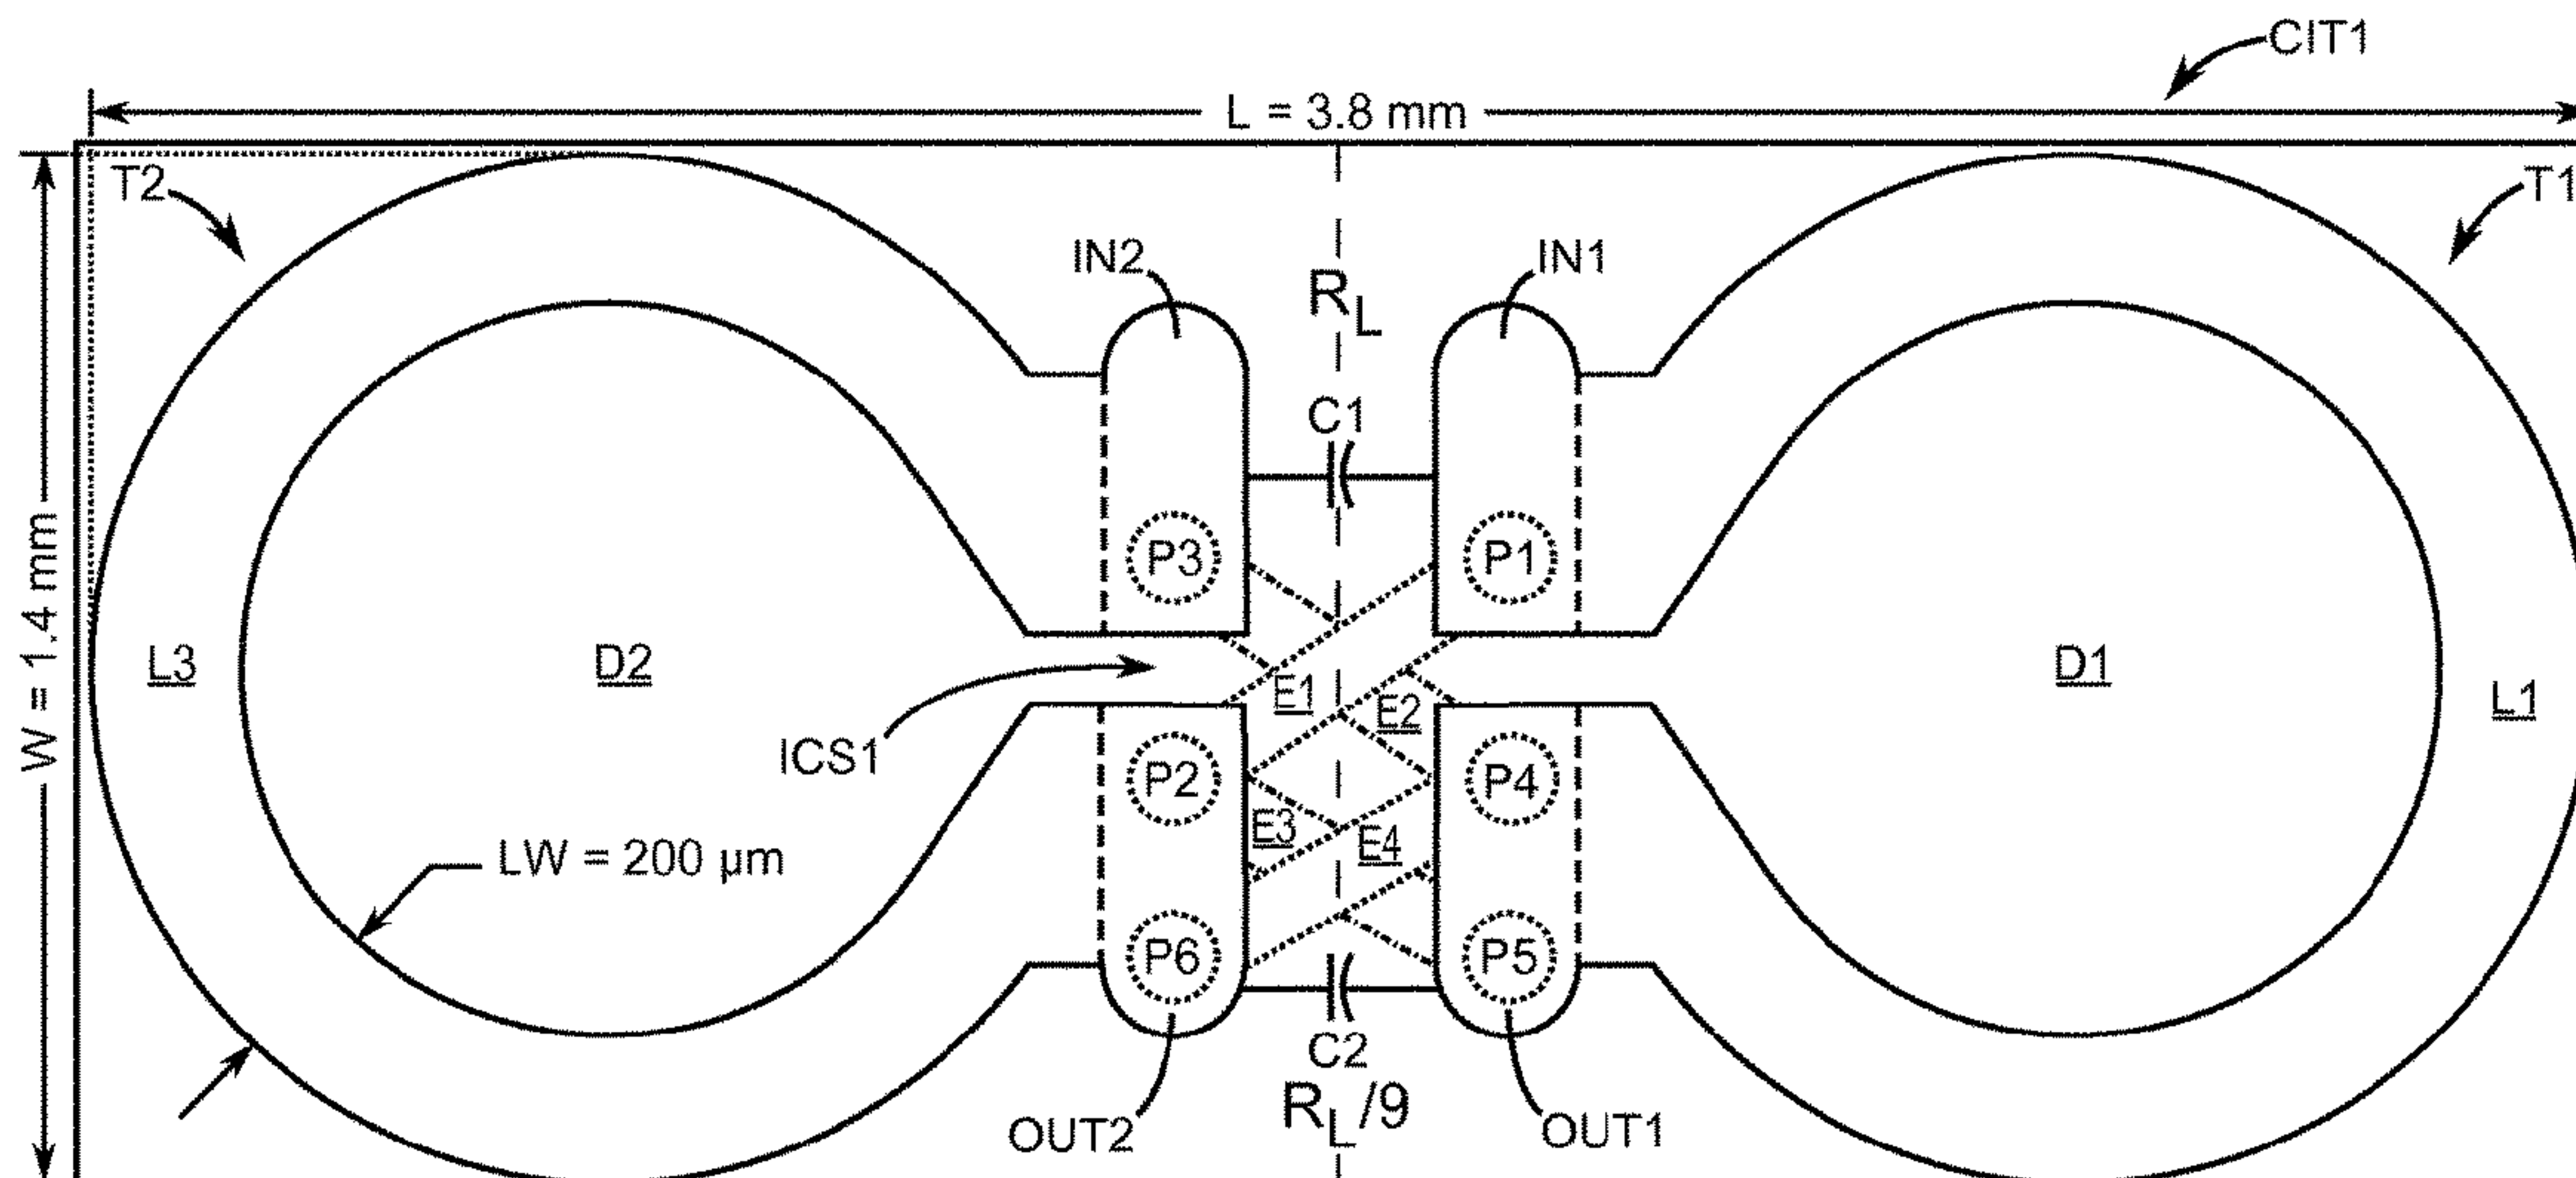 CIT1
L = 3.8 mm
T2
T1
IN2
IN1
RL
C1
P3
P1
W = 1.4 mm
L3
D2
E1
E2
D1
L1
ICS1
P2
P4
E3
E4
LW = 200 µm
P6
P5
C2
RL/9
OUT2
OUT1